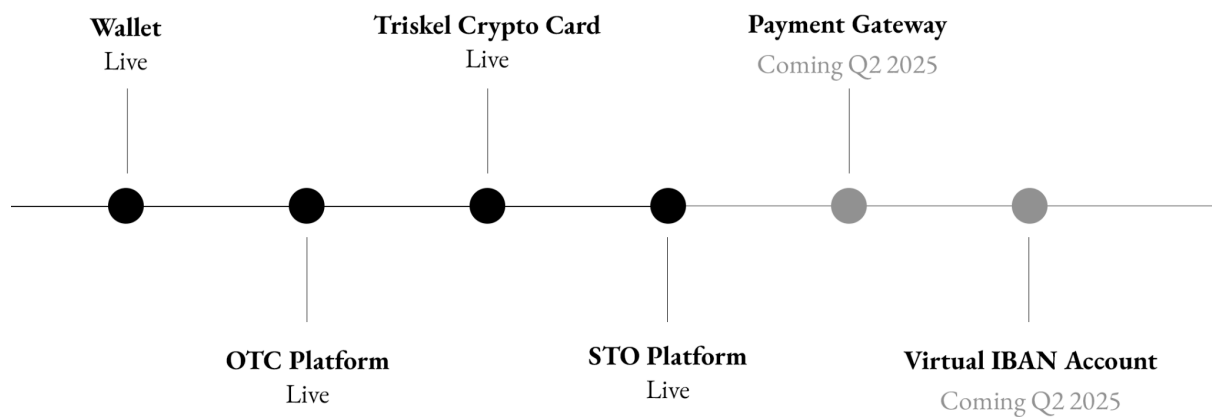 Wallet
Live
Triskel Crypto Card
Live
Payment Gateway
Coming Q2 2025
OTC Platform
Live
STO Platform
Live
Virtual IBAN Account
Coming Q2 2025